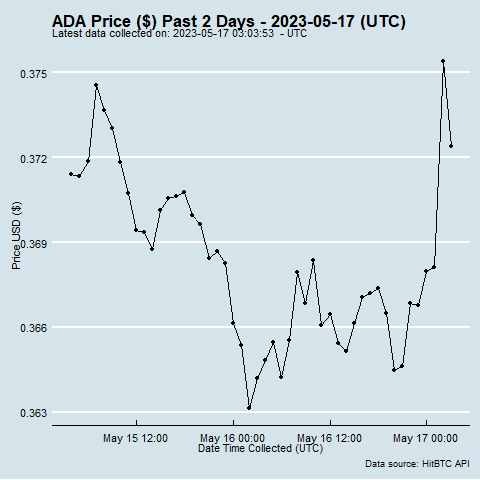 ADA Price ($) Past 2 Days - 2023-05-17 (UTC)
Latest data collected on: 2023-05-17 03:03:53 - UTC
0.375
0.372
0.369
0.366
0.363
Price USD ($)
May 15 12:00
May 16 00:00
May 16 12:00
May 17 00:00
Date Time Collected (UTC)
Data source: HitBTC API